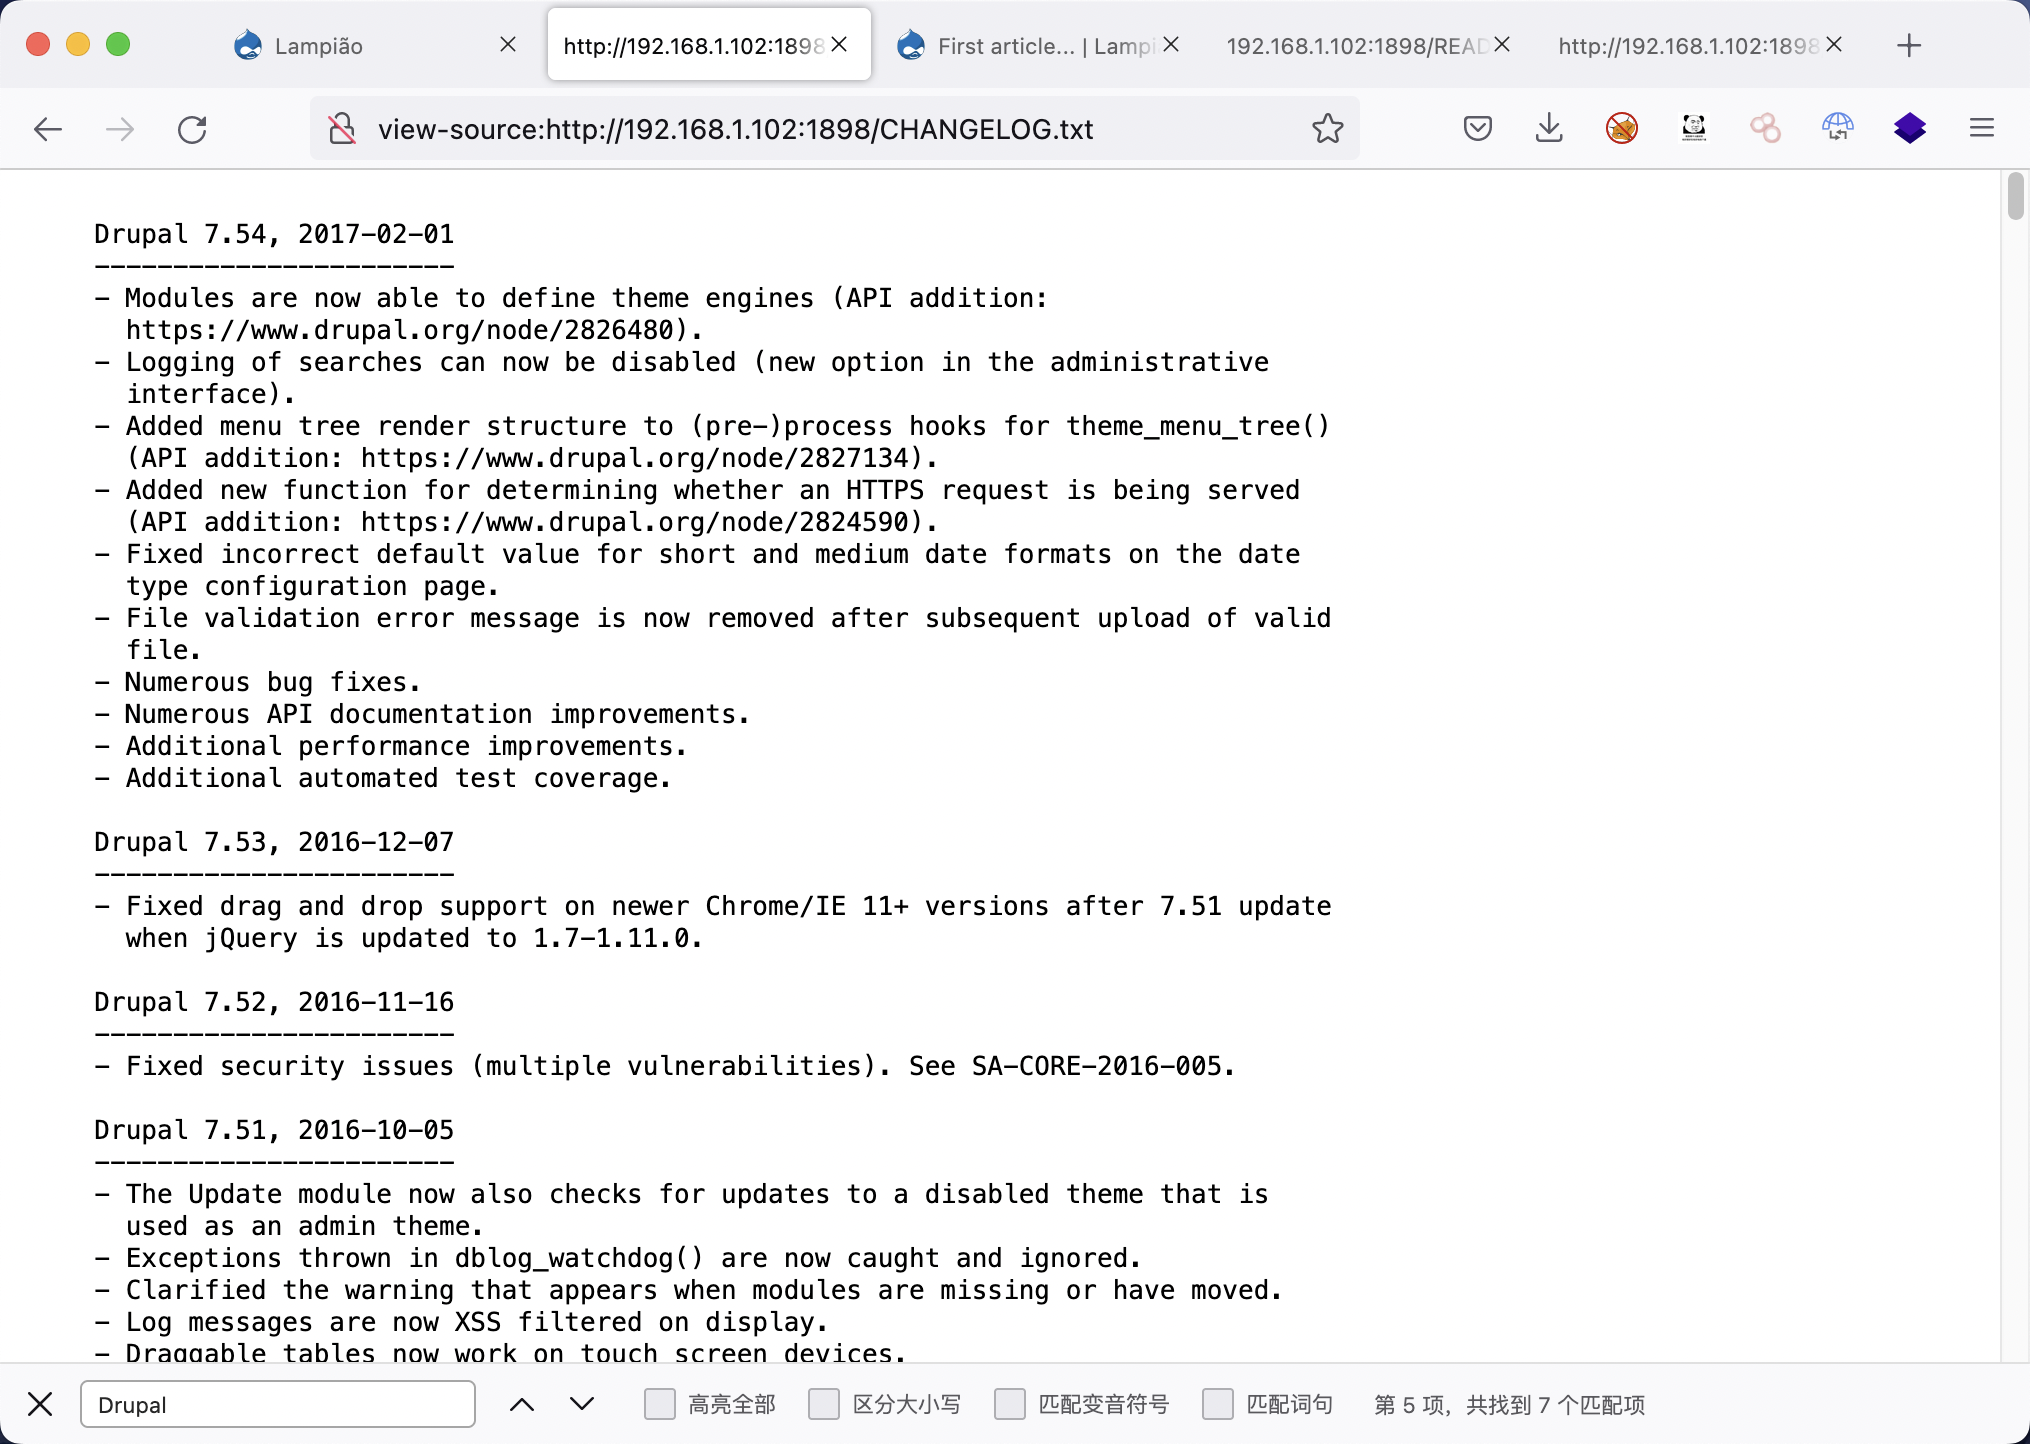 Lampião
http://192.168.1.102:1898
First article... | Lampi
192.168.1.102:1898/READ
http://192.168.1.102:1898
view-source:http://192.168.1.102:1898/CHANGELOG.txt
Drupal 7.54, 2017-02-01
-----------------------
- Modules are now able to define theme engines (API addition:
https://www.drupal.org/node/2826480).
- Logging of searches can now be disabled (new option in the administrative
interface).
- Added menu tree render structure to (pre-)process hooks for theme_menu_tree()
(API addition: https://www.drupal.org/node/2827134).
- Added new function for determining whether an HTTPS request is being served
(API addition: https://www.drupal.org/node/2824590).
- Fixed incorrect default value for short and medium date formats on the date
type configuration page.
- File validation error message is now removed after subsequent upload of valid
file.
- Numerous bug fixes.
- Numerous API documentation improvements.
- Additional performance improvements.
- Additional automated test coverage.
Drupal 7.53, 2016-12-07
-----------------------
- Fixed drag and drop support on newer Chrome/IE 11+ versions after 7.51 update
when jQuery is updated to 1.7-1.11.0.
Drupal 7.52, 2016-11-16
-----------------------
- Fixed security issues (multiple vulnerabilities). See SA-CORE-2016-005.
Drupal 7.51, 2016-10-05
-----------------------
- The Update module now also checks for updates to a disabled theme that is
used as an admin theme.
- Exceptions thrown in dblog_watchdog() are now caught and ignored.
- Clarified the warning that appears when modules are missing or have moved.
- Log messages are now XSS filtered on display.
- Draggable tables now work on touch screen devices.
Drupal 高亮全部 区分大小写 匹配变音符号 匹配词句 第 5 项，共找到 7 个匹配项